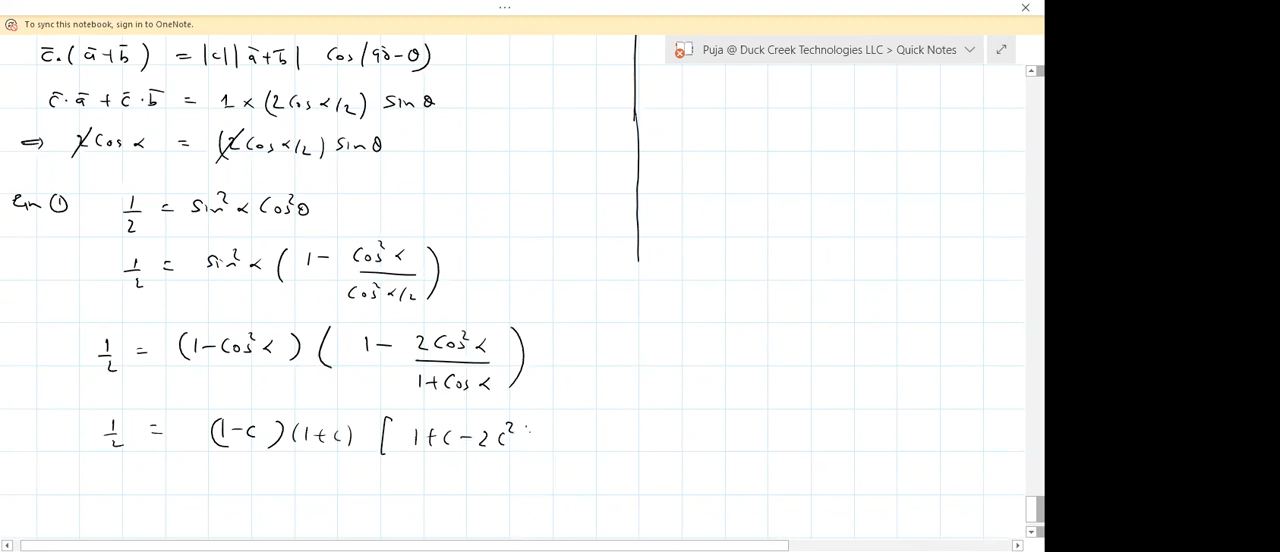 To sync this notebook, sign in to OneNote.
Puja @ Duck Creek Technologies LLC > Quick Notes
c̄.(ā+b̄) = |c||ā+b̄| cos(90-θ)
c̄.ā + c̄.b̄ = 1×(2cos α/2) sin θ
⇒ 2cos α = (2cos α/2) sin θ
① 1/2 = sin²α cos²θ
1/2 = sin²α (1 - cos²α / cos²α/2)
1/2 = (1-cos²α)(1 - 2cos²α / 1+cos α)
1/2 = (1-c)(1+c) [1+c-2c²